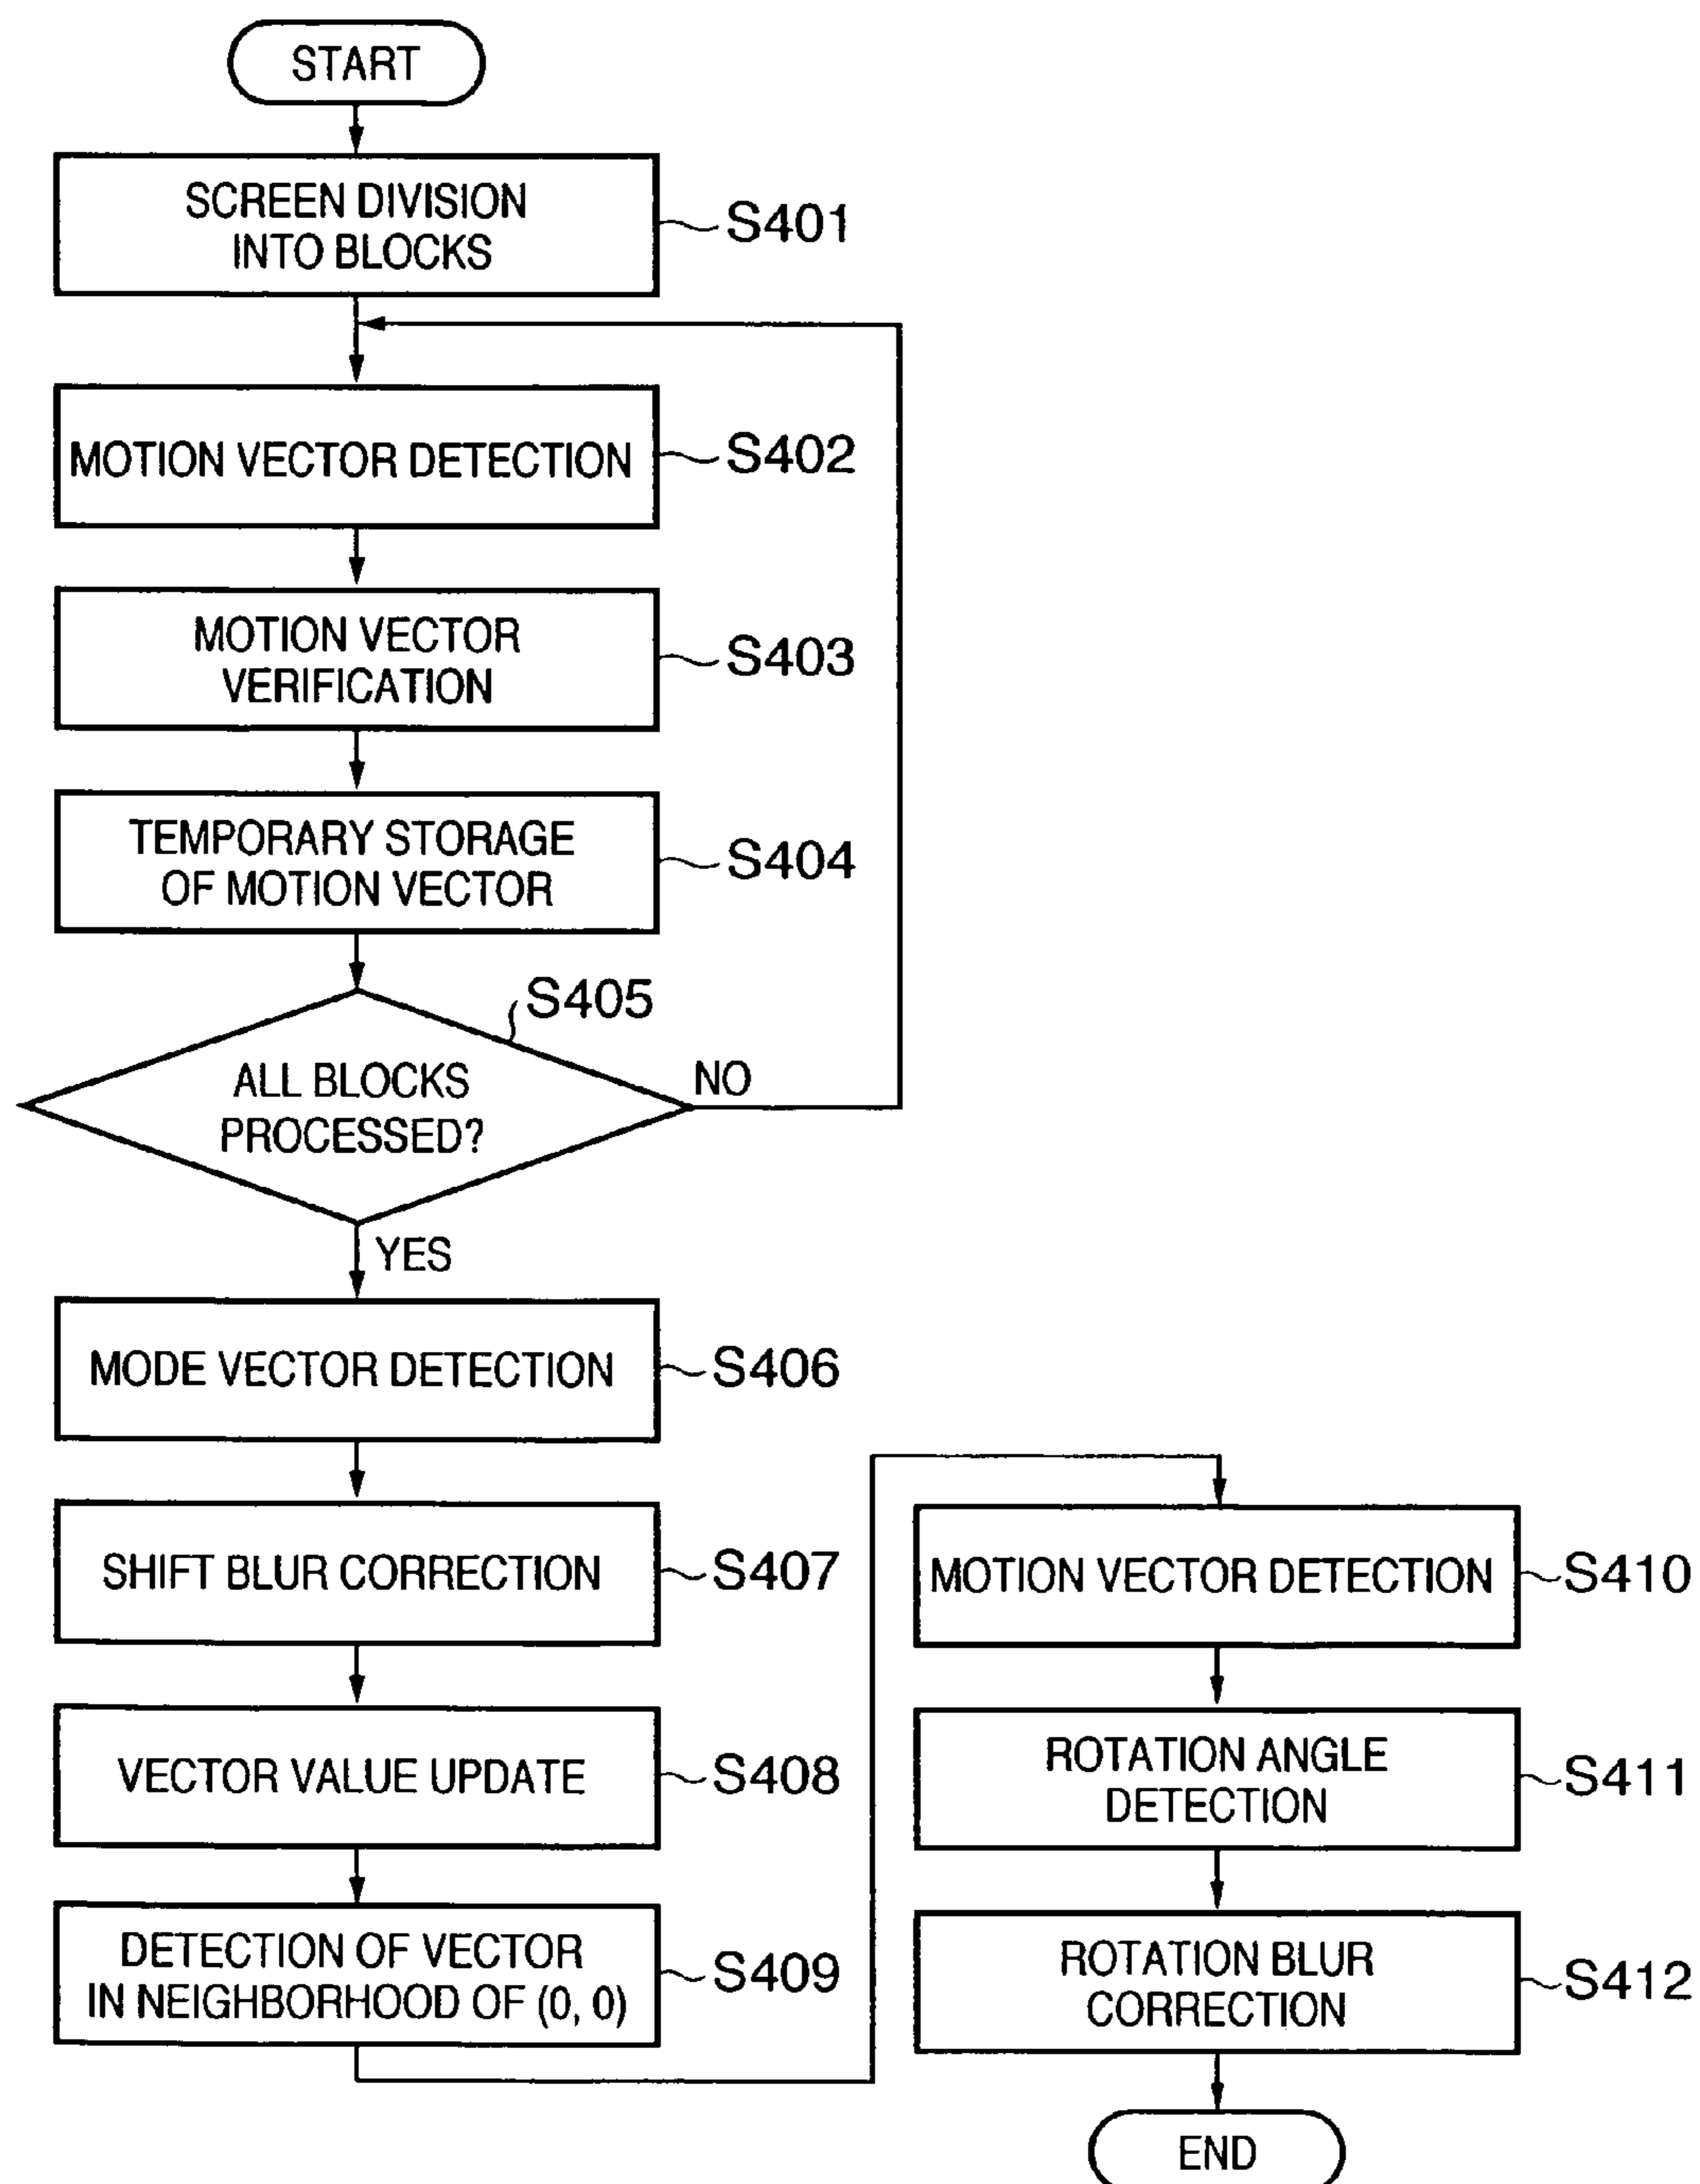 START
SCREEN DIVISION
INTO BLOCKS
S401
MOTION VECTOR DETECTION
S402
MOTION VECTOR
VERIFICATION
S403
TEMPORARY STORAGE
OF MOTION VECTOR
S404
S405
ALL BLOCKS
PROCESSED?
NO
YES
MODE VECTOR DETECTION
S406
SHIFT BLUR CORRECTION
S407
VECTOR VALUE UPDATE
S408
DETECTION OF VECTOR
IN NEIGHBORHOOD OF (0, 0)
S409
MOTION VECTOR DETECTION
S410
ROTATION ANGLE
DETECTION
S411
ROTATION BLUR
CORRECTION
S412
END